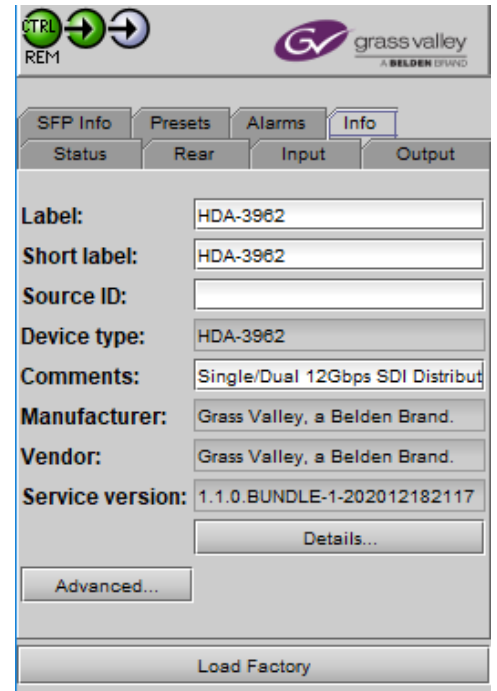 CTRL
REM
GV grass valley
A BELDEN BRAND
SFP Info Presets Alarms Info
Status Rear Input Output
Label: HDA-3962
Short label: HDA-3962
Source ID:
Device type: HDA-3962
Comments: Single/Dual 12Gbps SDI Distribut
Manufacturer: Grass Valley, a Belden Brand.
Vendor: Grass Valley, a Belden Brand.
Service version: 1.1.0.BUNDLE-1-202012182117
Details...
Advanced...
Load Factory